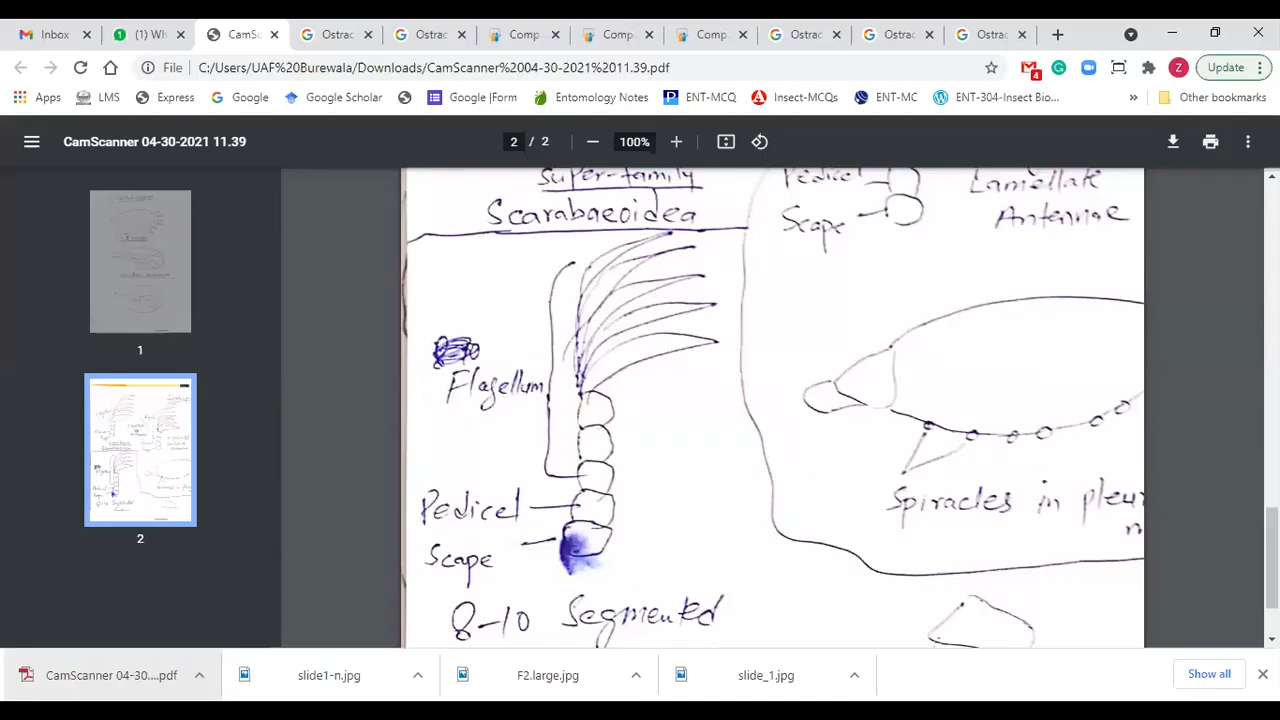 Inbox
(1) Wh
CamSc
Ostrac
Ostrac
Comp
Comp
Comp
Ostrac
Ostrac
Ostrac
File
C:/Users/UAF%20Burewala/Downloads/CamScanner%2004-30-2021%2011.39.pdf
4
Z
Update
Apps
LMS
Express
Google
Google Scholar
Google |Form
Entomology Notes
ENT-MCQ
Insect-MCQs
ENT-MC
ENT-304-Insect Bio...
»
Other bookmarks
CamScanner 04-30-2021 11.39
2 / 2
100%
1
2
Super-family
Scarabaeoidea
Pedicel
Scape
Lamellate
Antennae
Flagellum
Pedicel
Scape
8-10 Segmented
Spiracles in pleu
CamScanner 04-30....pdf
slide1-n.jpg
F2.large.jpg
slide_1.jpg
Show all